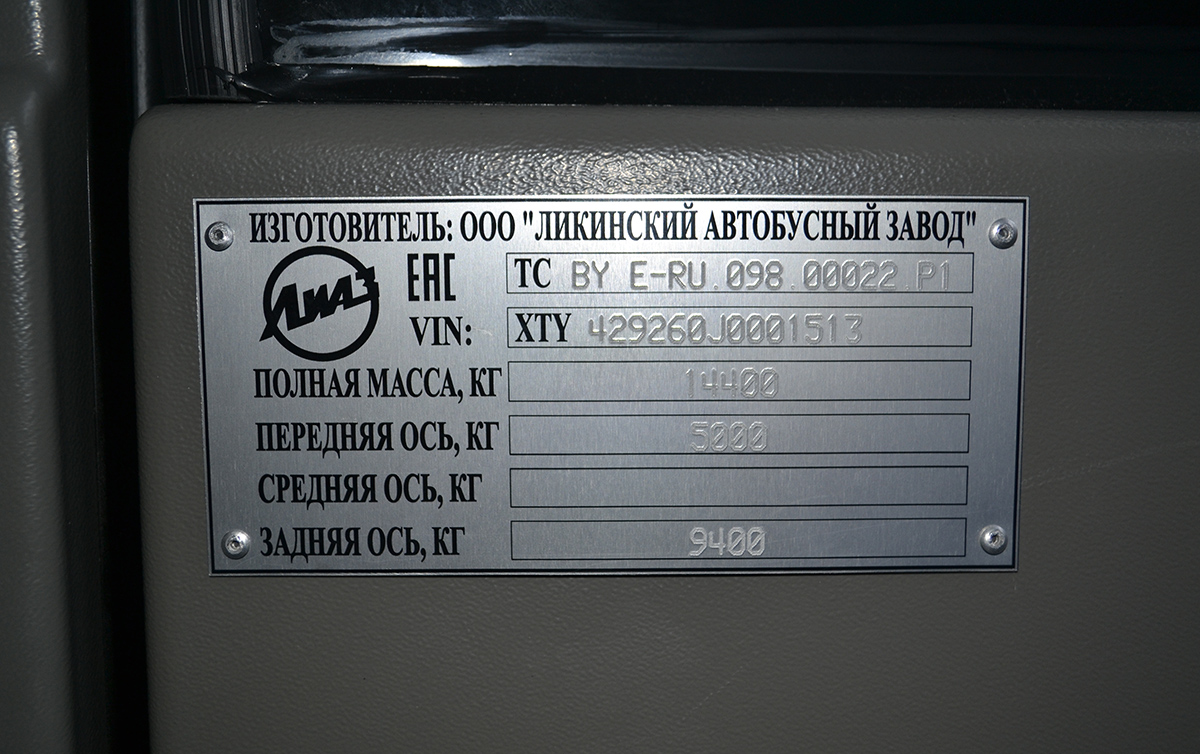 ИЗГОТОВИТЕЛЬ: ООО "ЛИКИНСКИЙ АВТОБУСНЫЙ ЗАВОД"
ЛиАЗ EAC ТС BY E-RU.098.00022 P1
VIN: XTY 429260J0001513
ПОЛНАЯ МАССА, КГ 14400
ПЕРЕДНЯЯ ОСЬ, КГ 5000
СРЕДНЯЯ ОСЬ, КГ
ЗАДНЯЯ ОСЬ, КГ 9400